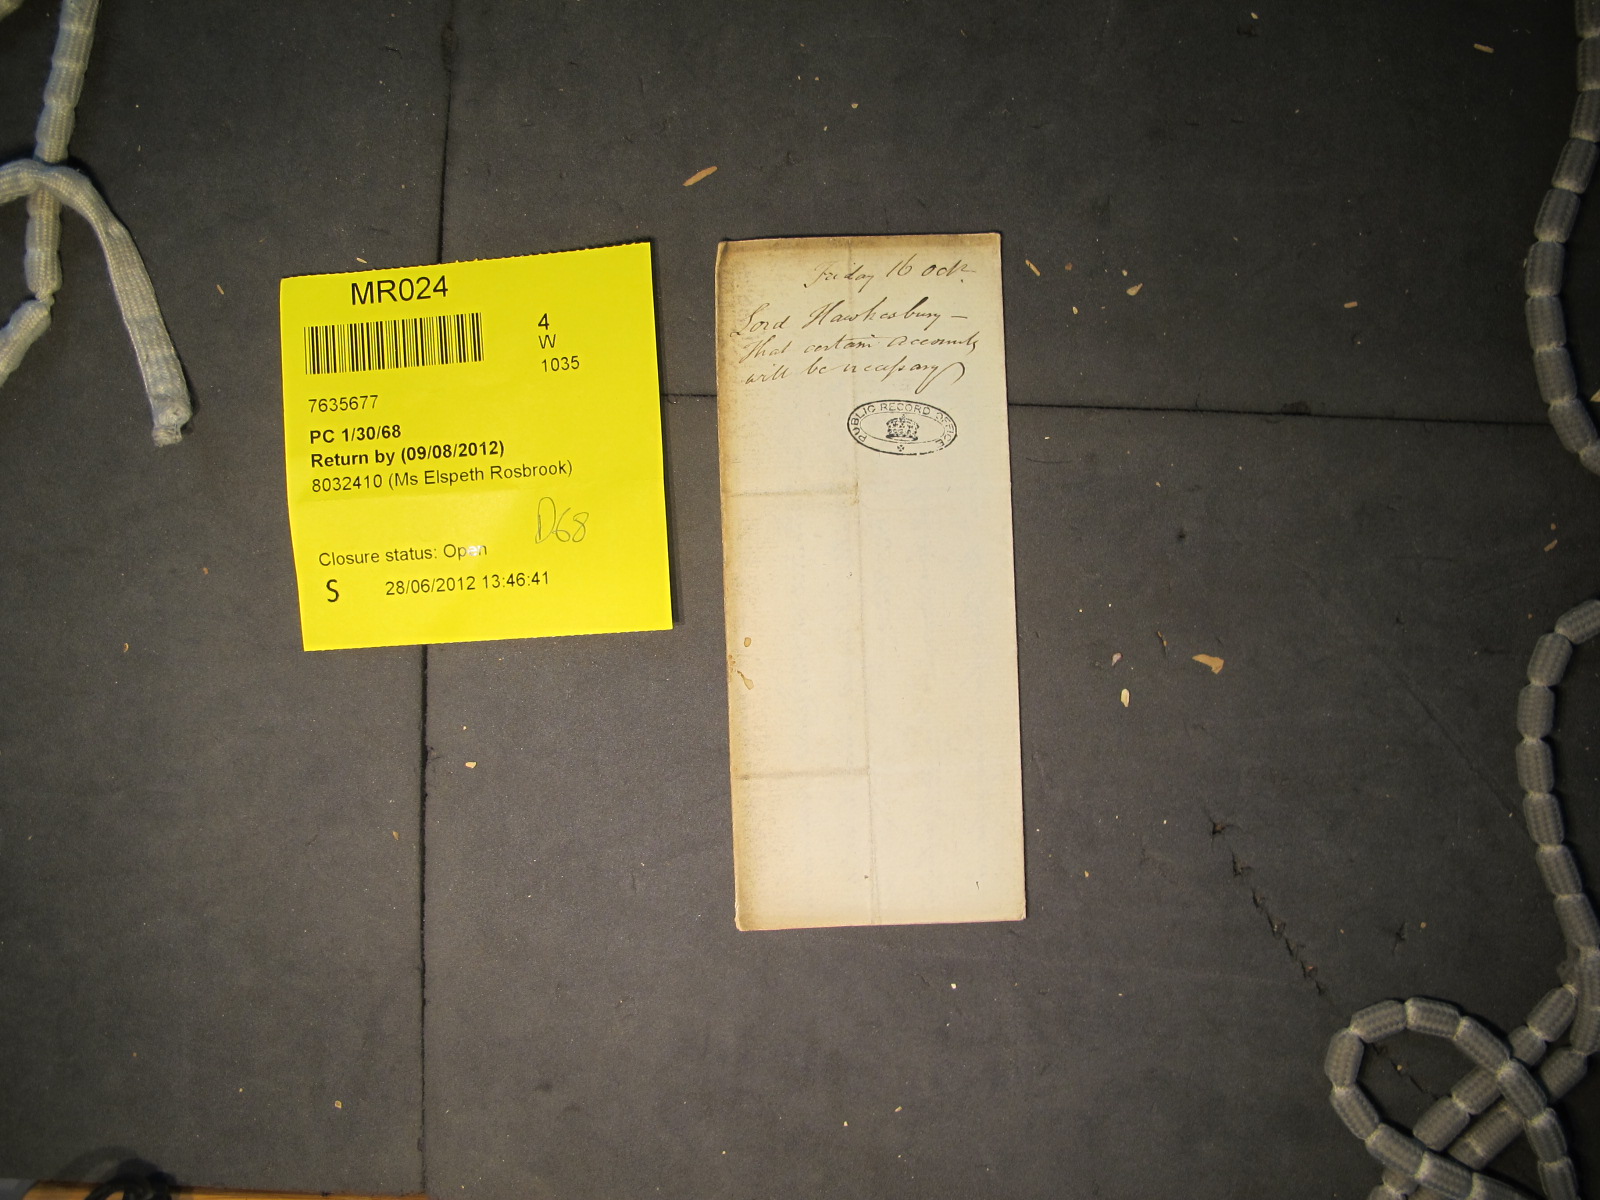 MR024
4
W
1035
7635677
PC 1/30/68
Return by (09/08/2012)
8032410 (Ms Elspeth Rosbrook)
D68
Closure status: Open
S 28/06/2012 13:46:41
Friday 16 Octr.
Lord Hawkesbury —
That certain Accounts
will be necessary
PUBLIC RECORD OFFICE